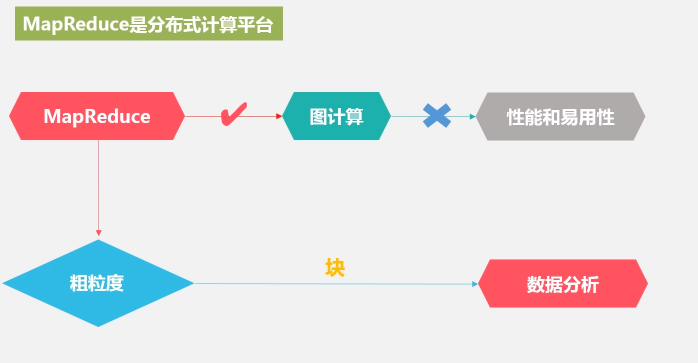 MapReduce是分布式计算平台
MapReduce
图计算
性能和易用性
粗粒度
块
数据分析